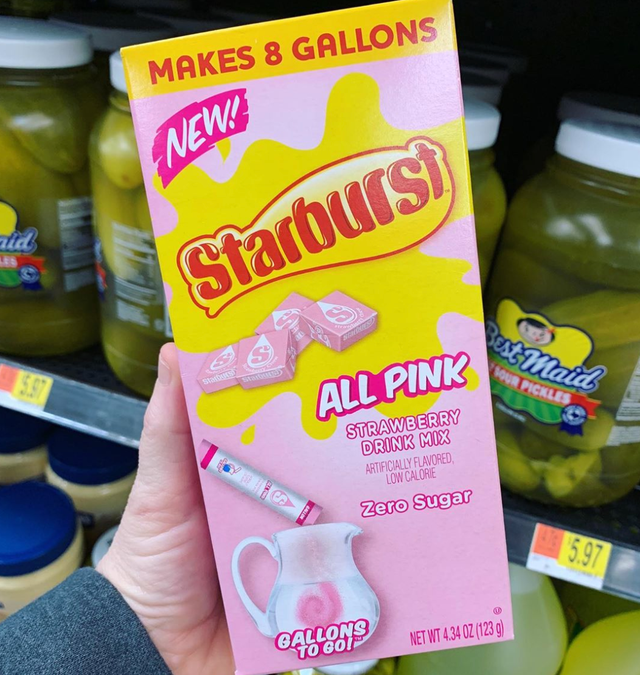 MAKES 8 GALLONS
NEW!
Starburst
ALL PINK
STRAWBERRY
DRINK MIX
ARTIFICIALLY FLAVORED,
LOW CALORIE
Zero Sugar
GALLONS
TO GO!
NET WT 4.34 OZ (123 g)
Best Maid
SOUR PICKLES
5.97
$5.97
aid